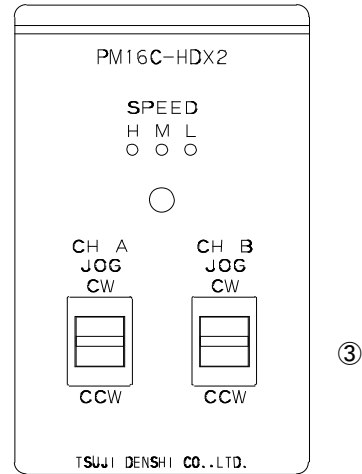 PM16C-HDX2
SPEED
H M L
CH A CH B
JOG JOG
CW CW
③
CCW CCW
TSUJI DENSHI CO..LTD.